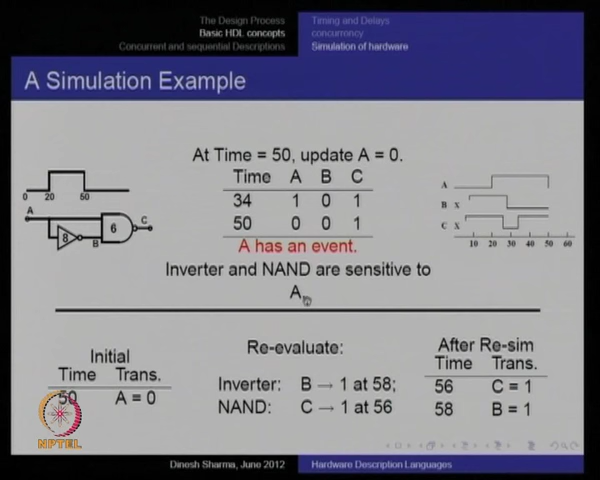 The Design Process
Basic HDL concepts
Concurrent and sequential Descriptions
Timing and Delays
concurrency
Simulation of hardware
A Simulation Example
At Time = 50, update A = 0.
Time A B C
34 1 0 1
50 0 0 1
A has an event.
Inverter and NAND are sensitive to
A.
0 20 50
A
8
B
6
C
A
B X
C X
10 20 30 40 50 60
Initial
Time Trans.
50 A = 0
Re-evaluate:
Inverter: B → 1 at 58;
NAND: C → 1 at 56
After Re-sim
Time Trans.
56 C = 1
58 B = 1
NPTEL
Dinesh Sharma, June 2012
Hardware Description Languages